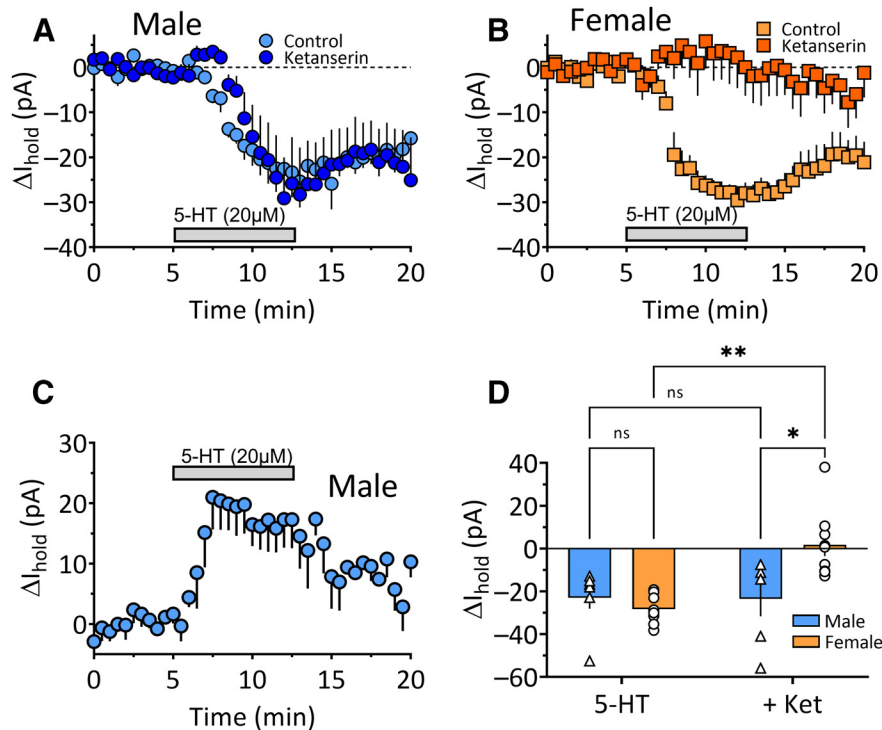 A
Male
Control
Ketanserin
ΔIhold (pA)
0
−10
−20
−30
−40
5-HT (20μM)
0 5 10 15 20
Time (min)
B
Female
Control
Ketanserin
ΔIhold (pA)
0
−10
−20
−30
−40
5-HT (20μM)
0 5 10 15 20
Time (min)
C
Male
ΔIhold (pA)
30
20
10
0
5-HT (20μM)
0 5 10 15 20
Time (min)
D
**
ns
ns
*
ΔIhold (pA)
40
20
0
−20
−40
−60
Male
Female
5-HT + Ket